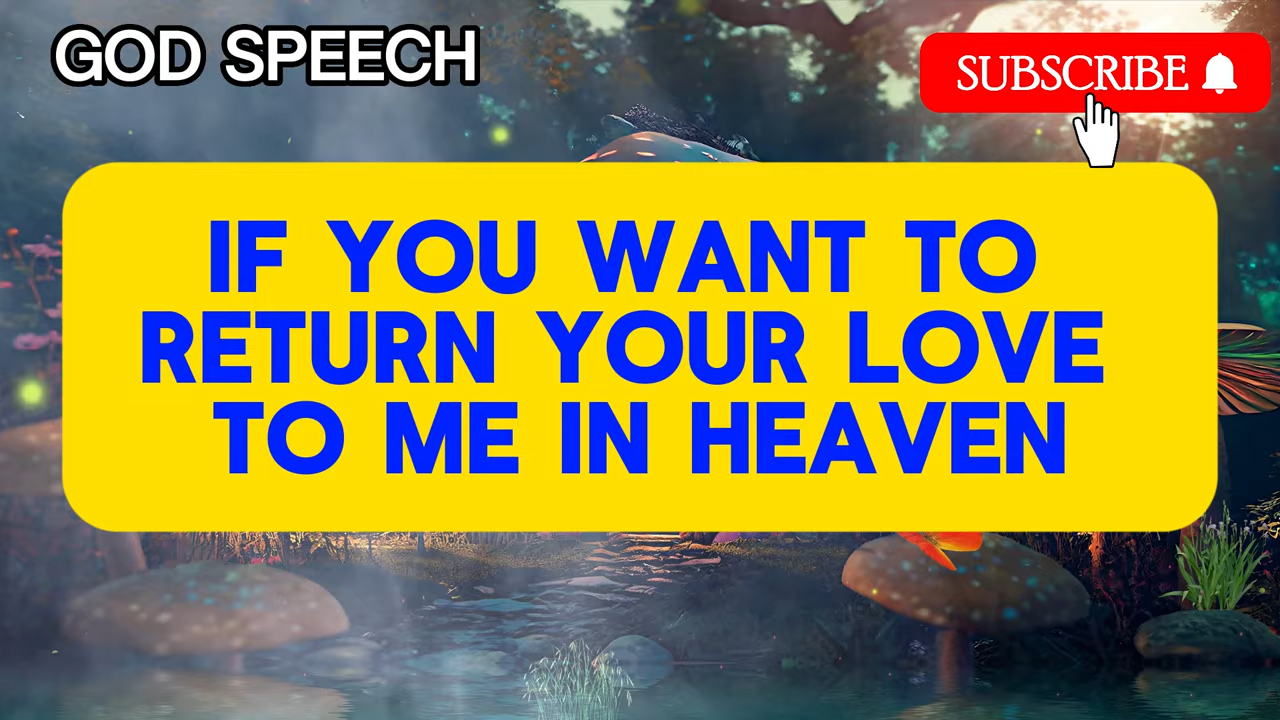 GOD SPEECH
SUBSCRIBE
IF YOU WANT TO
RETURN YOUR LOVE
TO ME IN HEAVEN